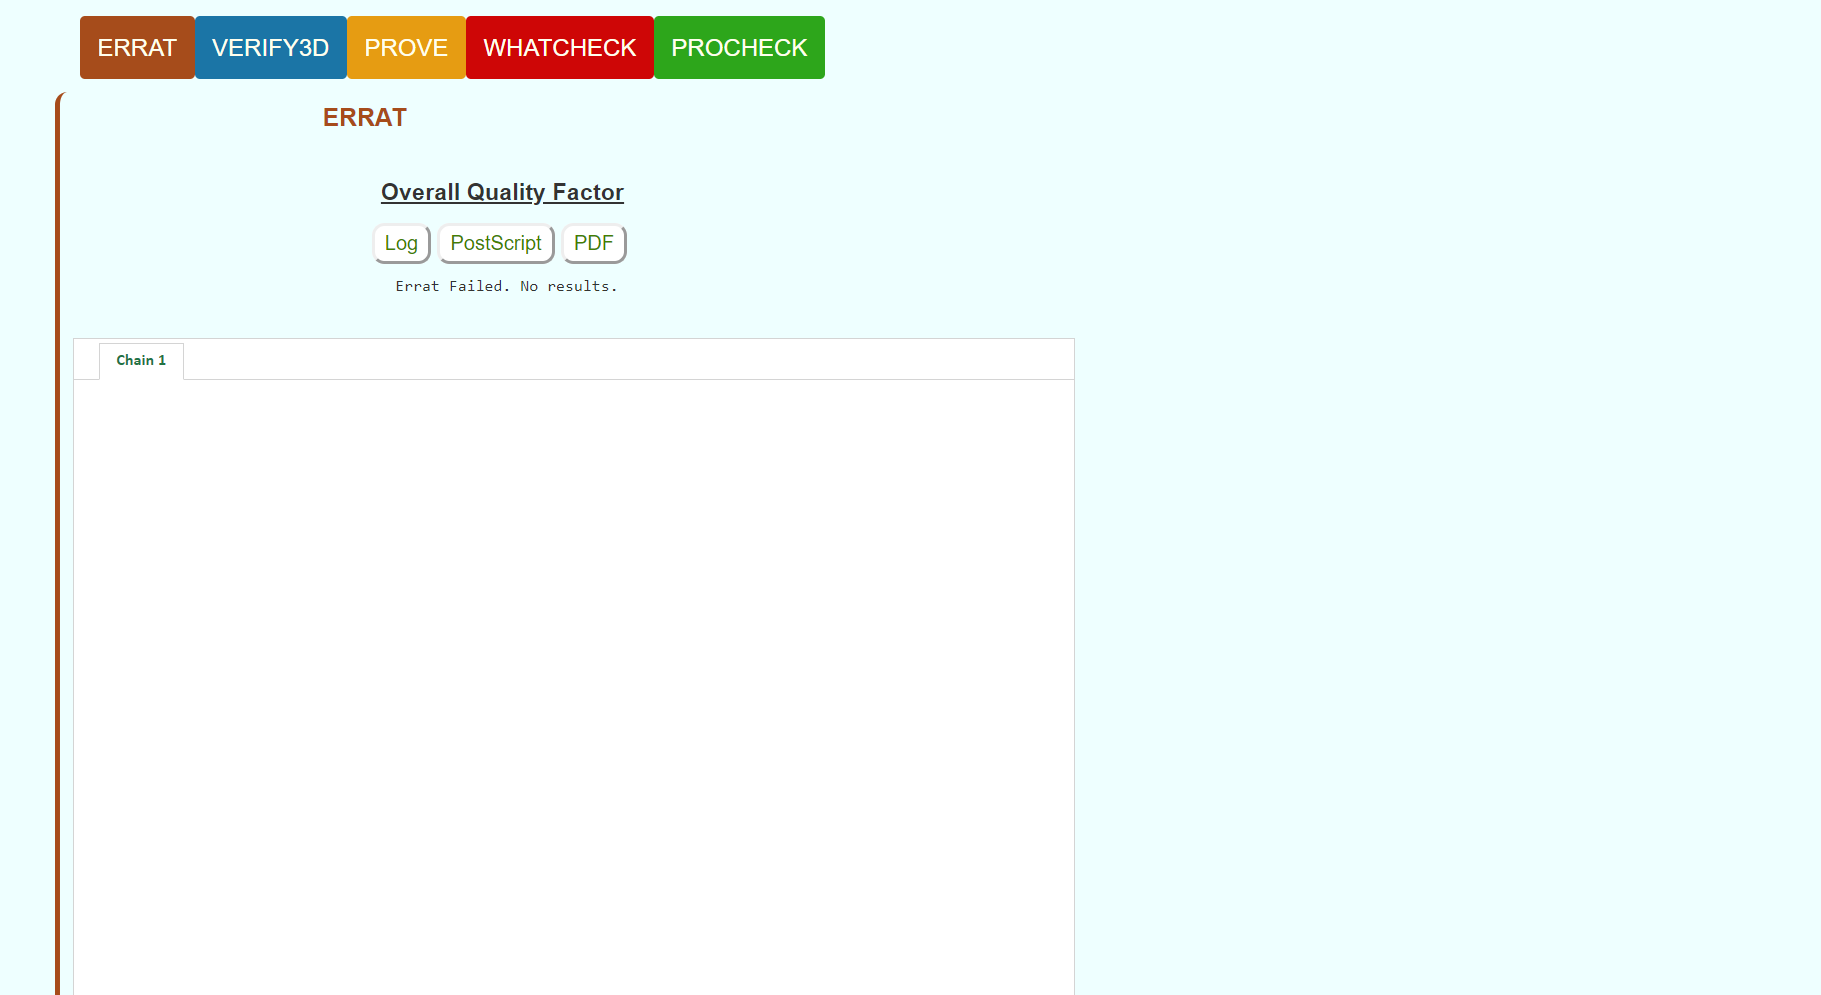 ERRAT VERIFY3D PROVE WHATCHECK PROCHECK
ERRAT
Overall Quality Factor
Log PostScript PDF
Errat Failed. No results.
Chain 1